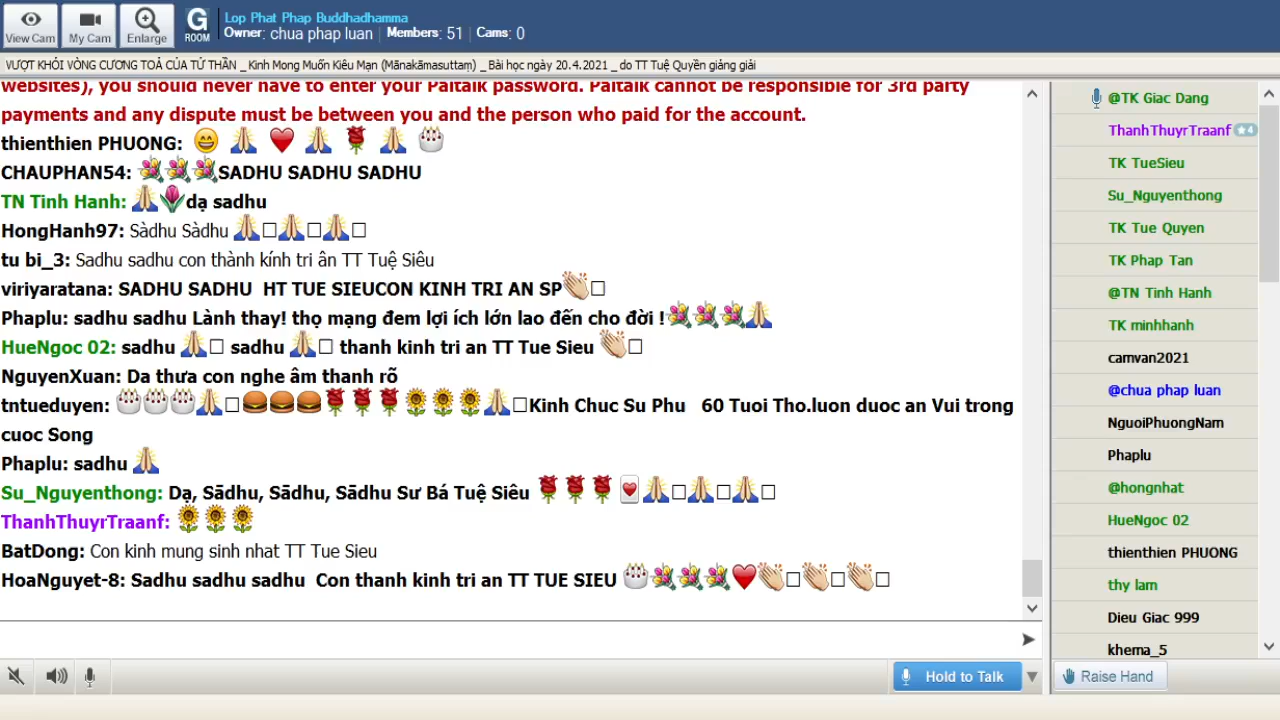 View Cam
My Cam
Enlarge
G ROOM
Lop Phat Phap Buddhadhamma
Owner: chua phap luan | Members: 51 | Cams: 0
VƯỢT KHỎI VÒNG CƯƠNG TOẢ CỦA TỬ THẦN _ Kinh Mong Muốn Kiêu Mạn (Mānakāmasuttaṃ) _ Bài học ngày 20.4.2021 _ do TT Tuệ Quyền giảng giải
websites), you should never have to enter your Paltalk password. Paltalk cannot be responsible for 3rd party
payments and any dispute must be between you and the person who paid for the account.
thienthien PHUONG: 😄 🙏 ❤️ 🙏 🌹 🙏 🎂
CHAUPHAN54: 💐💐💐SADHU SADHU SADHU
TN Tinh Hanh: 🙏🌷dạ sadhu
HongHanh97: Sàdhu Sàdhu 🙏□🙏□🙏□
tu bi_3: Sadhu sadhu con thành kính tri ân TT Tuệ Siêu
viriyaratana: SADHU SADHU  HT TUE SIEUCON KINH TRI AN SP👏□
Phaplu: sadhu sadhu Lành thay! thọ mạng đem lợi ích lớn lao đến cho đời !💐💐💐🙏
HueNgoc 02: sadhu 🙏□ sadhu 🙏□ thanh kinh tri an TT Tue Sieu 👏□
NguyenXuan: Da thưa con nghe âm thanh rõ
tntueduyen: 🎂🎂🎂🙏□🍔🍔🍔🌹🌹🌹🌻🌻🌻🙏□Kinh Chuc Su Phu   60 Tuoi Tho.luon duoc an Vui trong
cuoc Song
Phaplu: sadhu 🙏
Su_Nguyenthong: Dạ, Sādhu, Sādhu, Sādhu Sư Bá Tuệ Siêu 🌹🌹🌹💌🙏□🙏□🙏□
ThanhThuyrTraanf: 🌻🌻🌻
BatDong: Con kinh mung sinh nhat TT Tue Sieu
HoaNguyet-8: Sadhu sadhu sadhu  Con thanh kinh tri an TT TUE SIEU 🎂💐💐💐❤️👏□👏□👏□
Hold to Talk
@TK Giac Dang
ThanhThuyrTraanf ★4
TK TueSieu
Su_Nguyenthong
TK Tue Quyen
TK Phap Tan
@TN Tinh Hanh
TK minhhanh
camvan2021
@chua phap luan
NguoiPhuongNam
Phaplu
@hongnhat
HueNgoc 02
thienthien PHUONG
thy lam
Dieu Giac 999
khema_5
Raise Hand